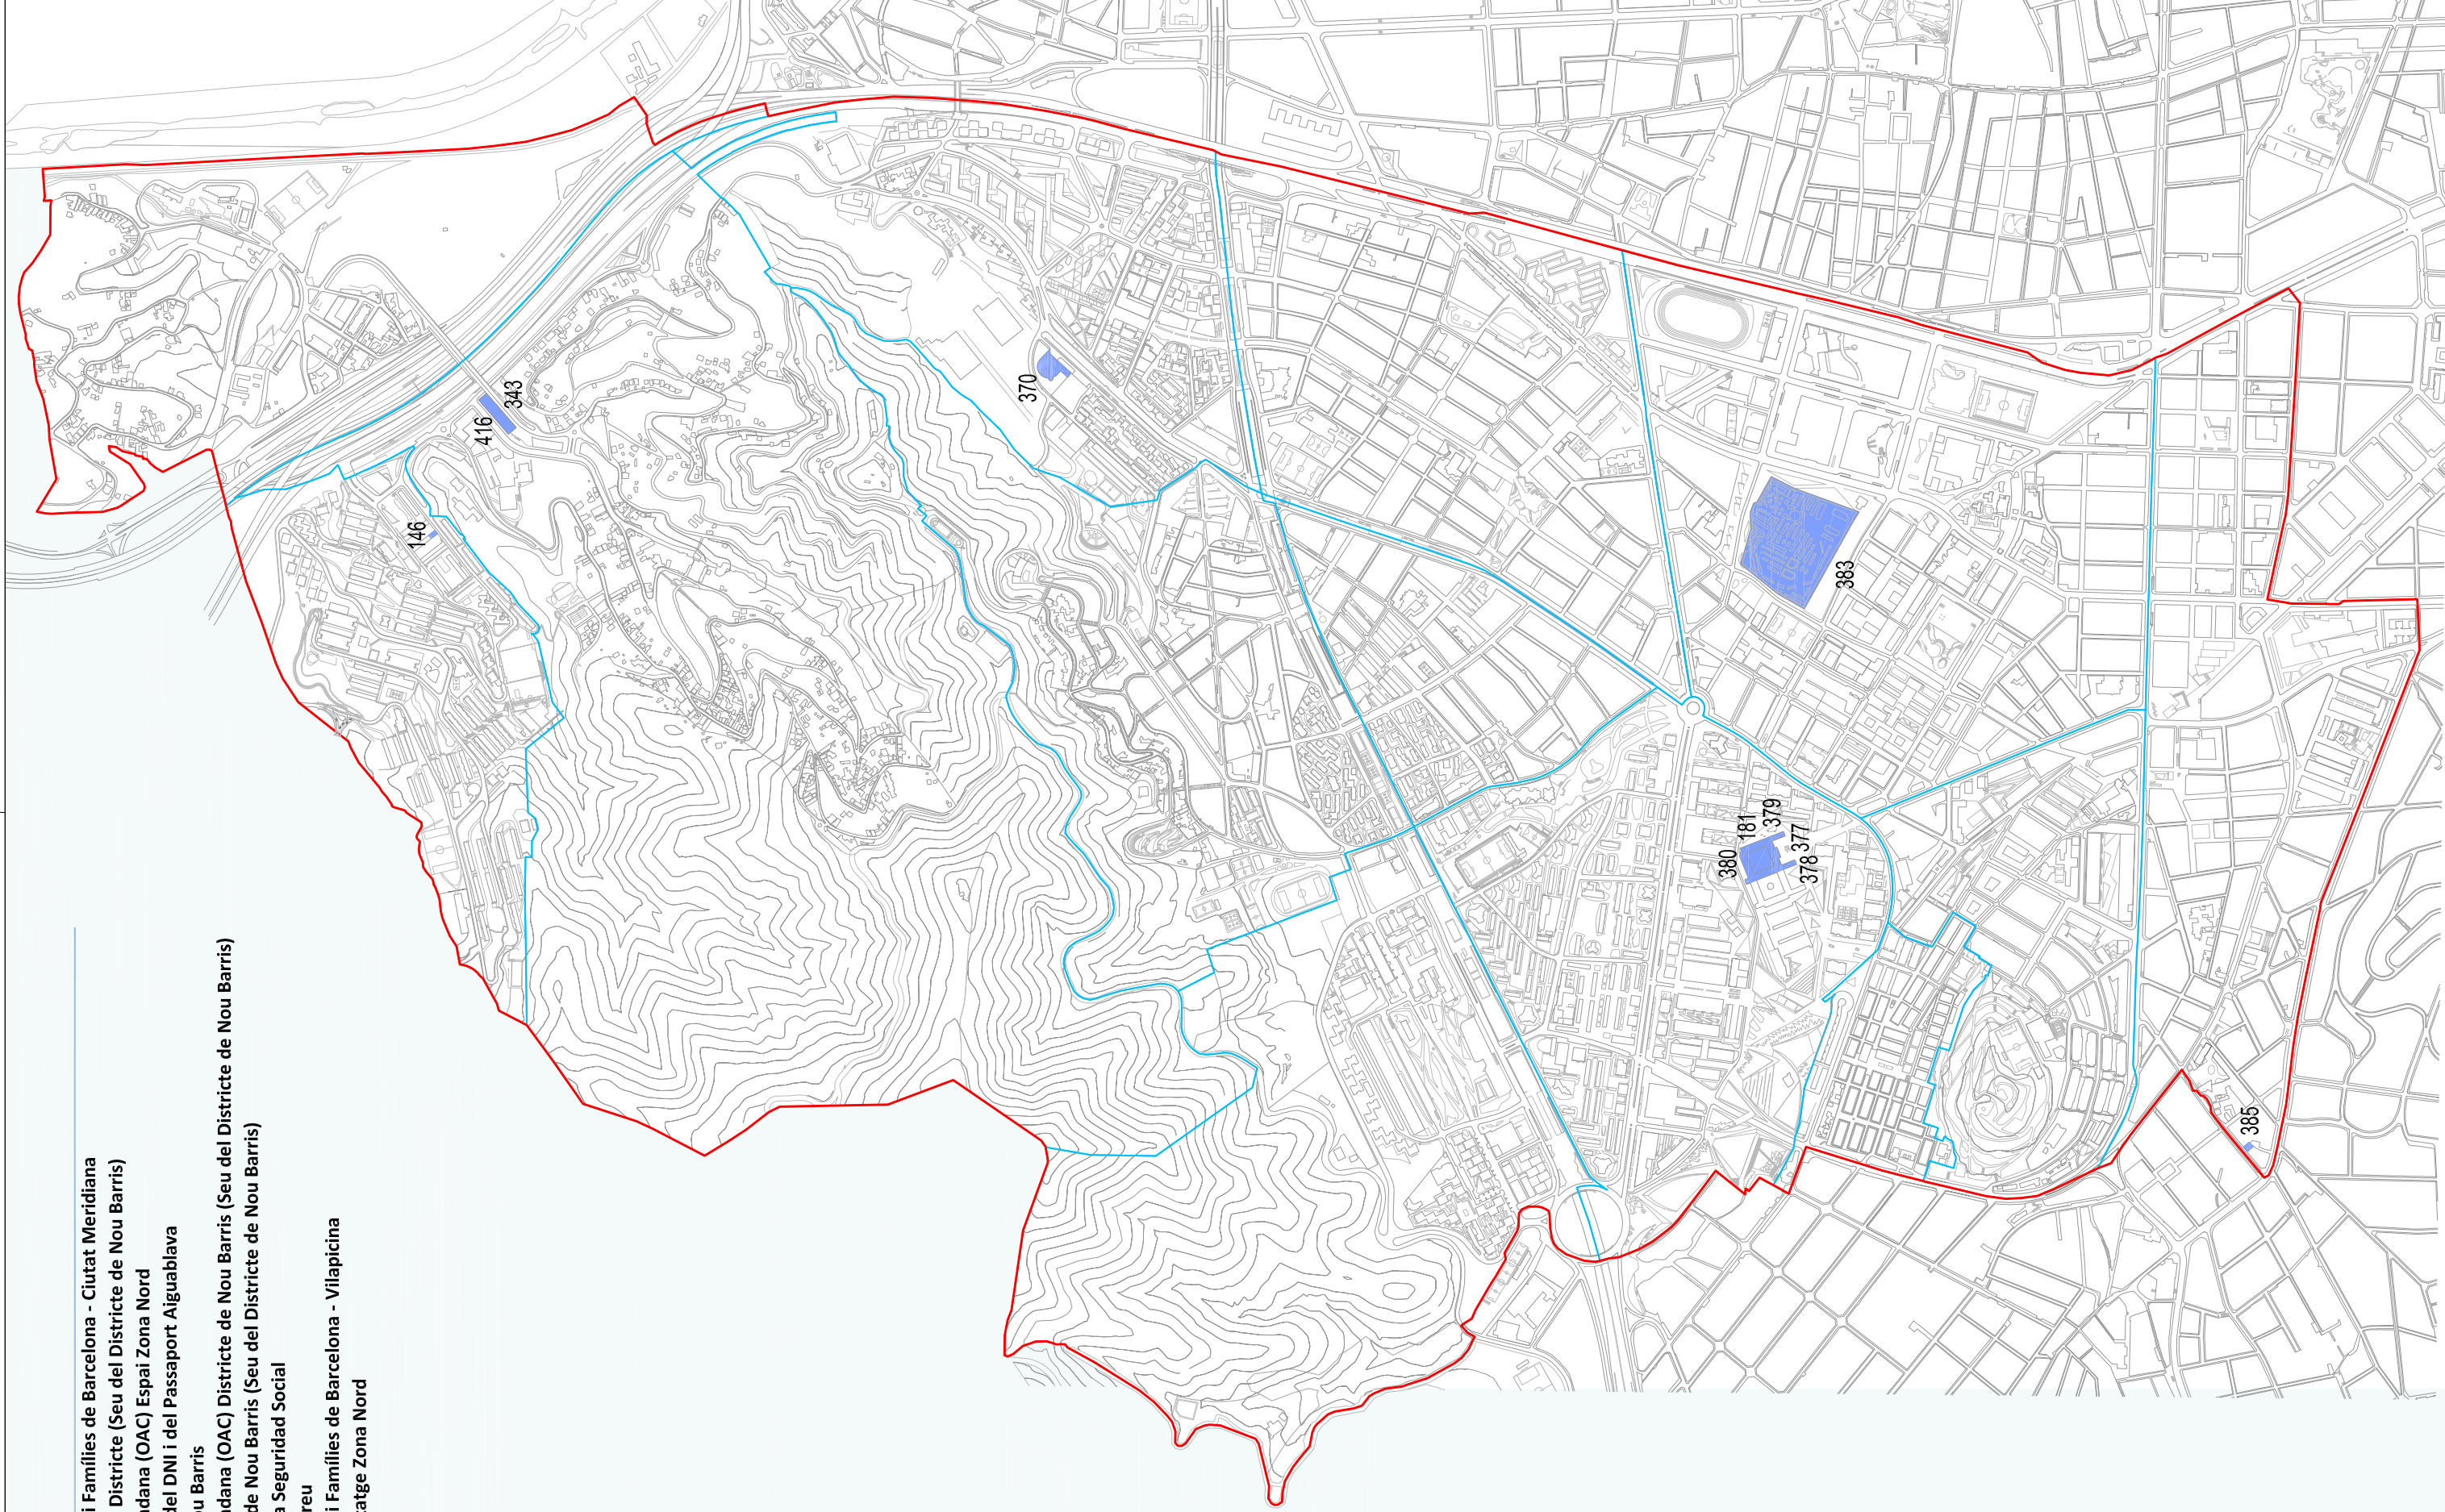 i Famílies de Barcelona - Ciutat Meridiana
Districte (Seu del Districte de Nou Barris)
dana (OAC) Espai Zona Nord
del DNI i del Passaport Aiguablava
u Barris
dana (OAC) Districte de Nou Barris (Seu del Districte de Nou Barris)
de Nou Barris (Seu del Districte de Nou Barris)
a Seguridad Social
reu
i Famílies de Barcelona - Vilapicina
atge Zona Nord
146
416
343
370
383
380
181
379
377
378
385